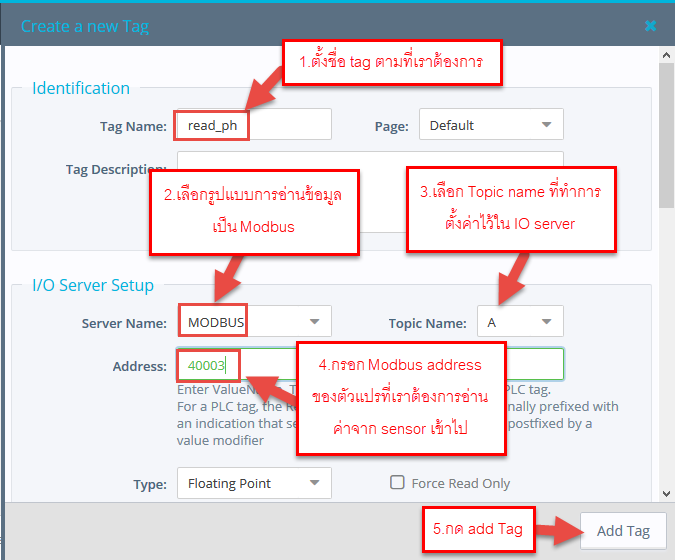 Create a new Tag
1.ตั้งชื่อ tag ตามที่เราต้องการ
Identification
Tag Name:
read_ph
Page:
Default
Tag Description:
2.เลือกรูปแบบการอ่านข้อมูล
เป็น Modbus
3.เลือก Topic name ที่ทำการ
ตั้งค่าไว้ใน IO server
I/O Server Setup
Server Name:
MODBUS
Topic Name:
A
Address:
40003
4.กรอก Modbus address
ของตัวแปรที่เราต้องการอ่าน
ค่าจาก sensor เข้าไป
Enter ValueN PLC tag.
For a PLC tag, the nally prefixed with
an indication that se postfixed by a
value modifier
Type:
Floating Point
Force Read Only
5.กด add Tag
Add Tag